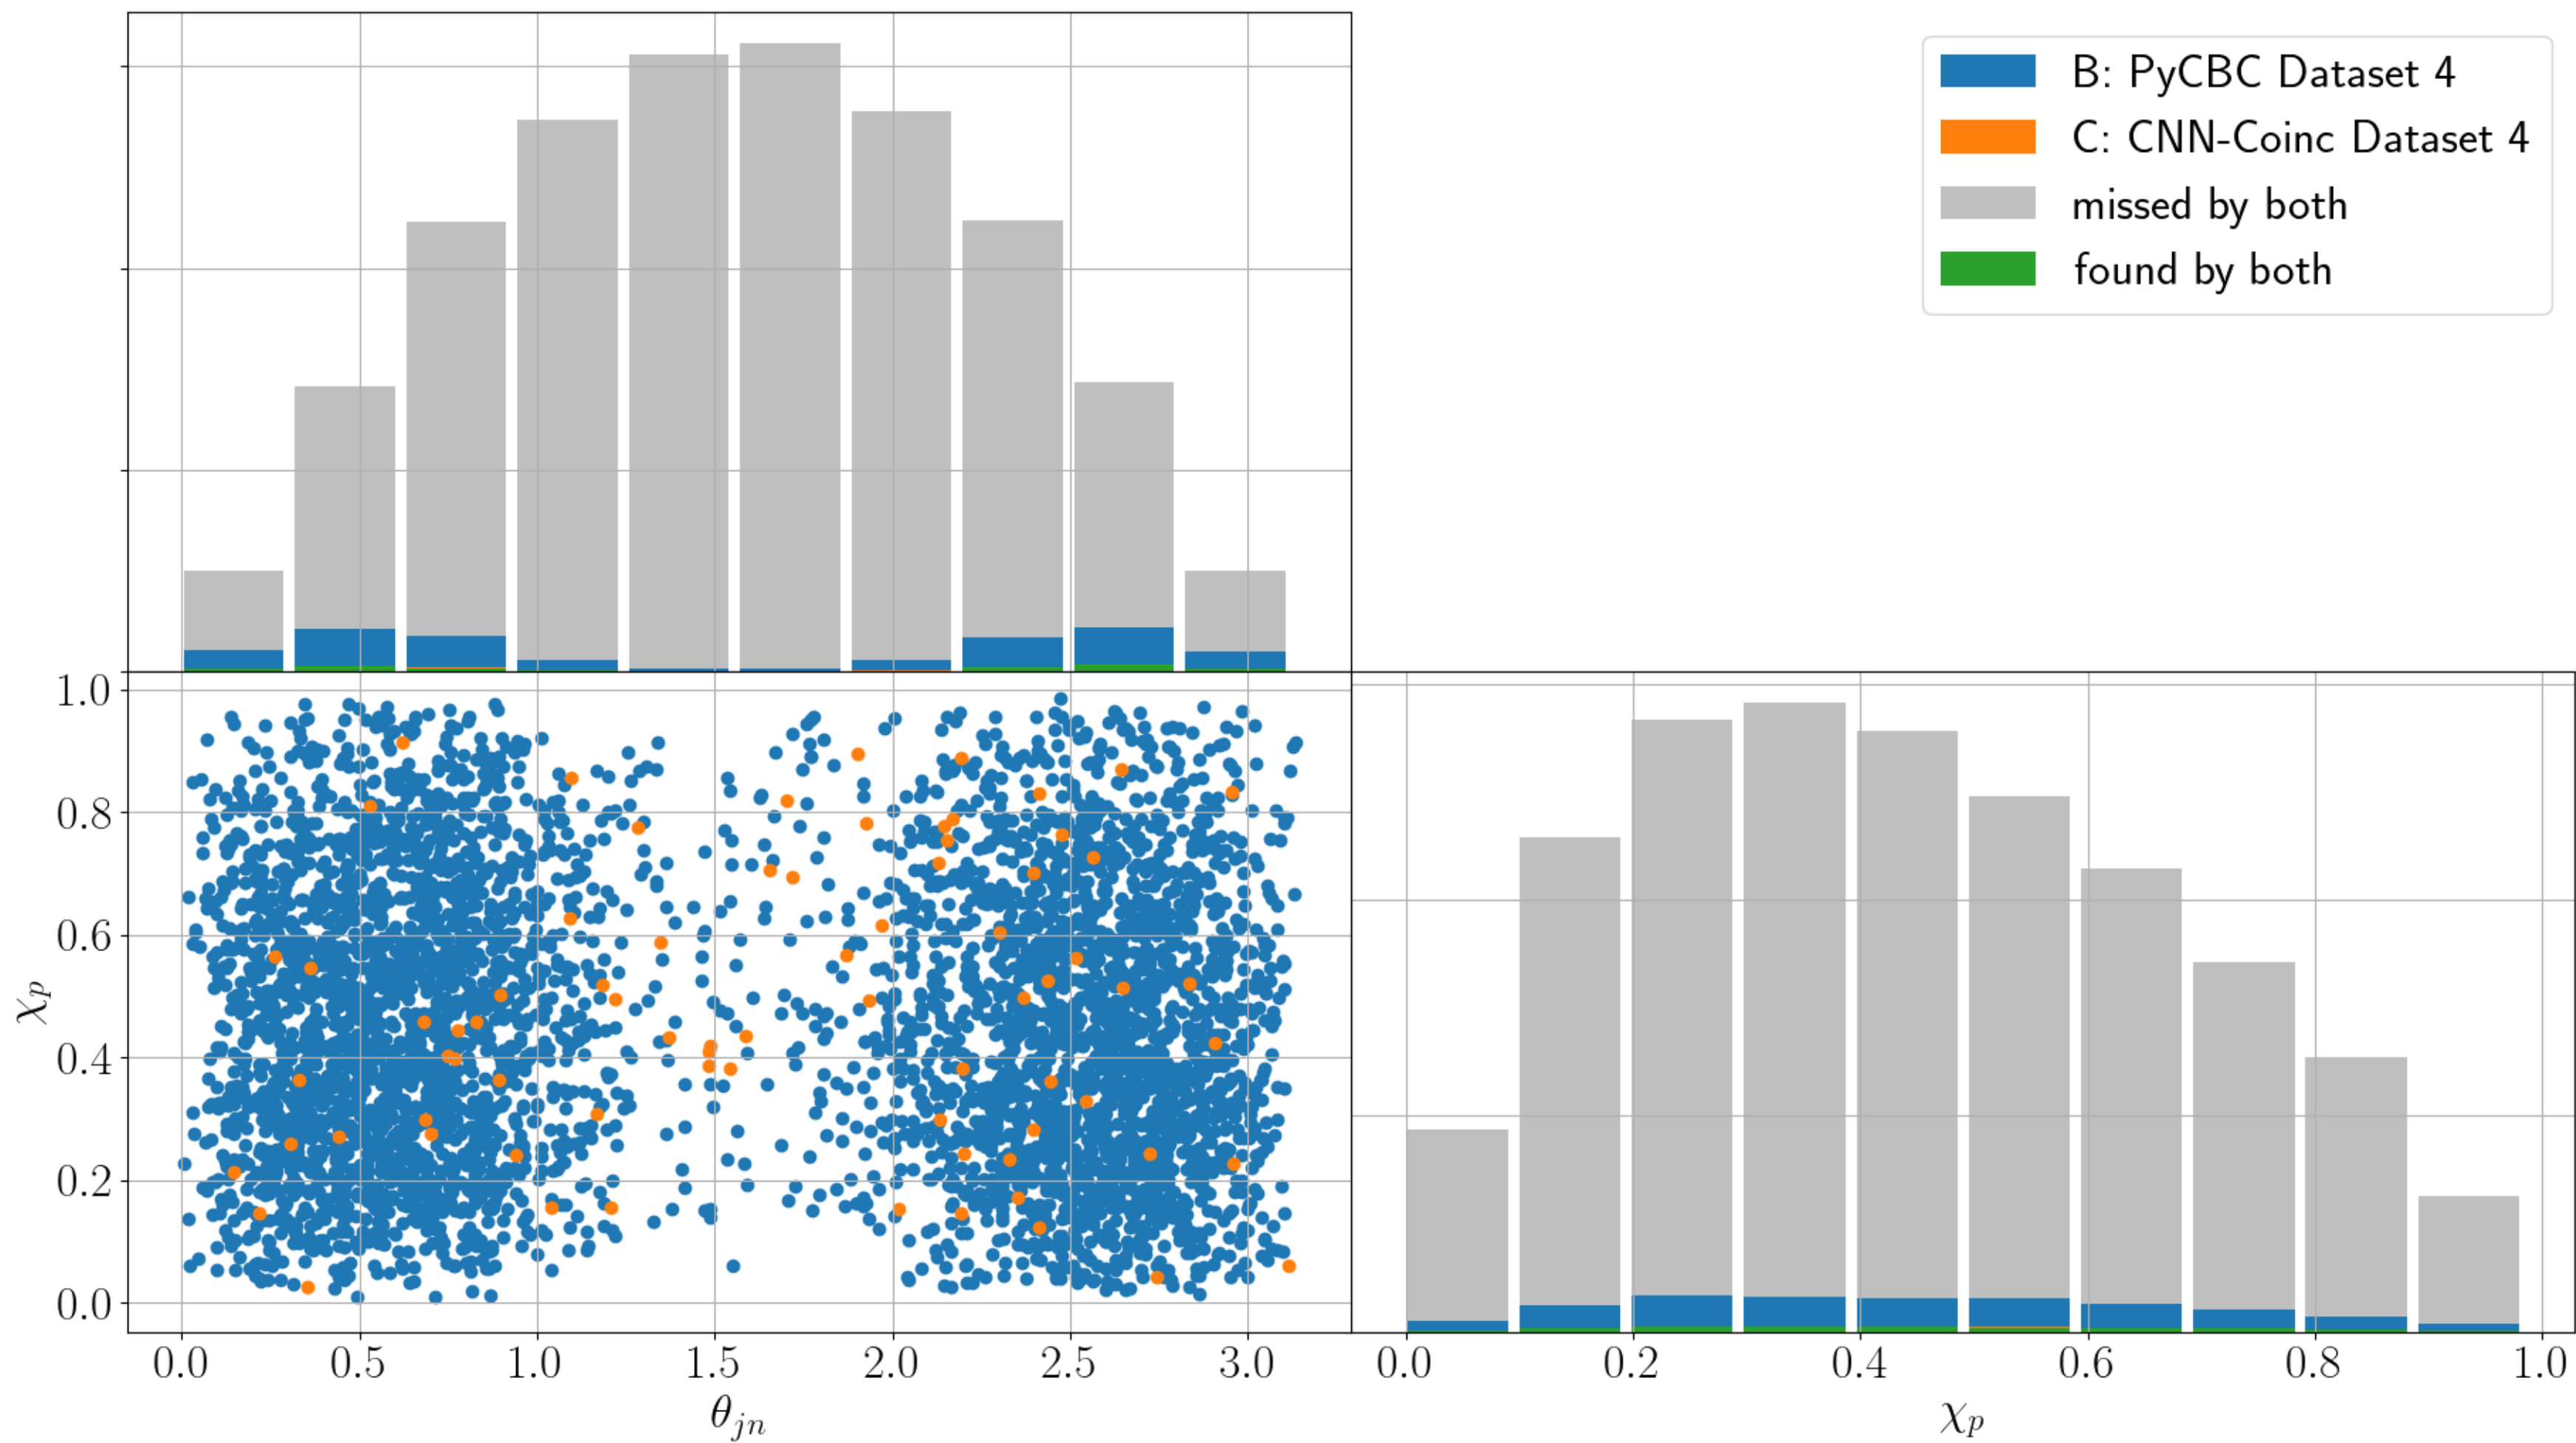 B: PyCBC Dataset 4
C: CNN-Coinc Dataset 4
missed by both
found by both
1.0
0.8
0.6
0.4
0.2
0.0
χp
0.0 0.5 1.0 1.5 2.0 2.5 3.0
θjn
0.0 0.2 0.4 0.6 0.8 1.0
χp